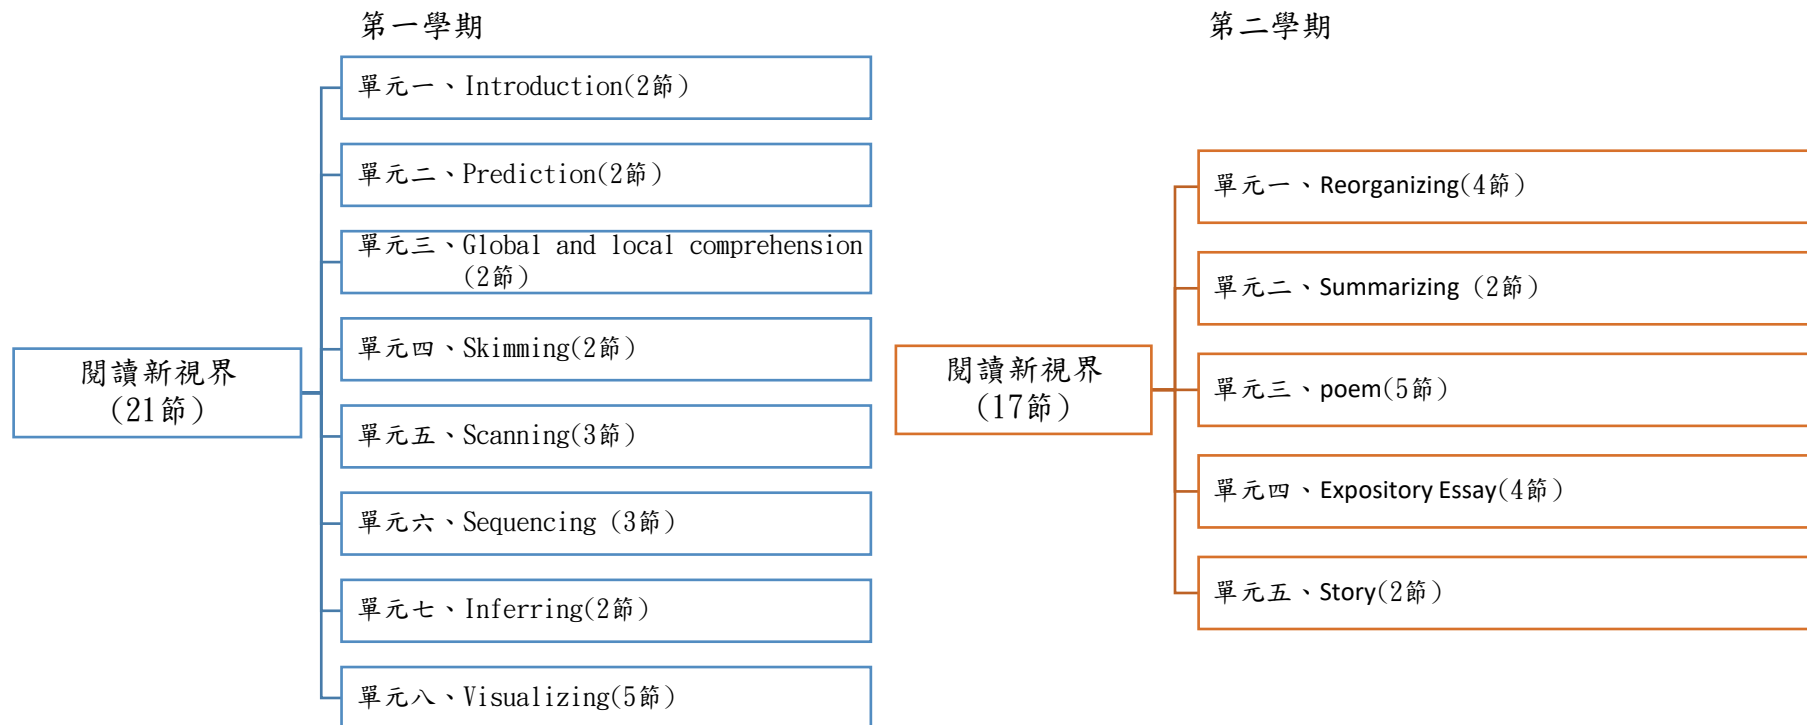 第一學期
單元一、Introduction(2節)
單元二、Prediction(2節)
單元三、Global and local comprehension
(2節)
單元四、Skimming(2節)
單元五、Scanning(3節)
單元六、Sequencing (3節)
單元七、Inferring(2節)
單元八、Visualizing(5節)
閱讀新視界
(21節)
第二學期
單元一、Reorganizing(4節)
單元二、Summarizing (2節)
單元三、poem(5節)
單元四、Expository Essay(4節)
單元五、Story(2節)
閱讀新視界
(17節)